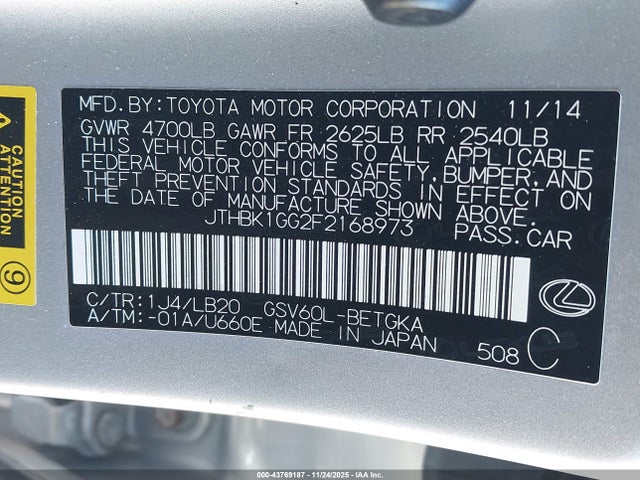 MFD. BY: TOYOTA MOTOR CORPORATION 11/14
GVWR 4700LB GAWR FR 2625LB RR 2540LB
THIS VEHICLE CONFORMS TO ALL APPLICABLE
FEDERAL MOTOR VEHICLE SAFETY, BUMPER, AND
THEFT PREVENTION STANDARDS IN EFFECT ON
THE DATE OF MANUFACTURE SHOWN ABOVE.
JTHBK1GG2F2168973 PASS.CAR
C/TR: 1J4/LB20 GSV60L-BETGKA
A/TM: -01A/U660E MADE IN JAPAN 508 C
CAUTION
ATTENTION
9
000-43769187 - 11/24/2025 - IAAI.COM